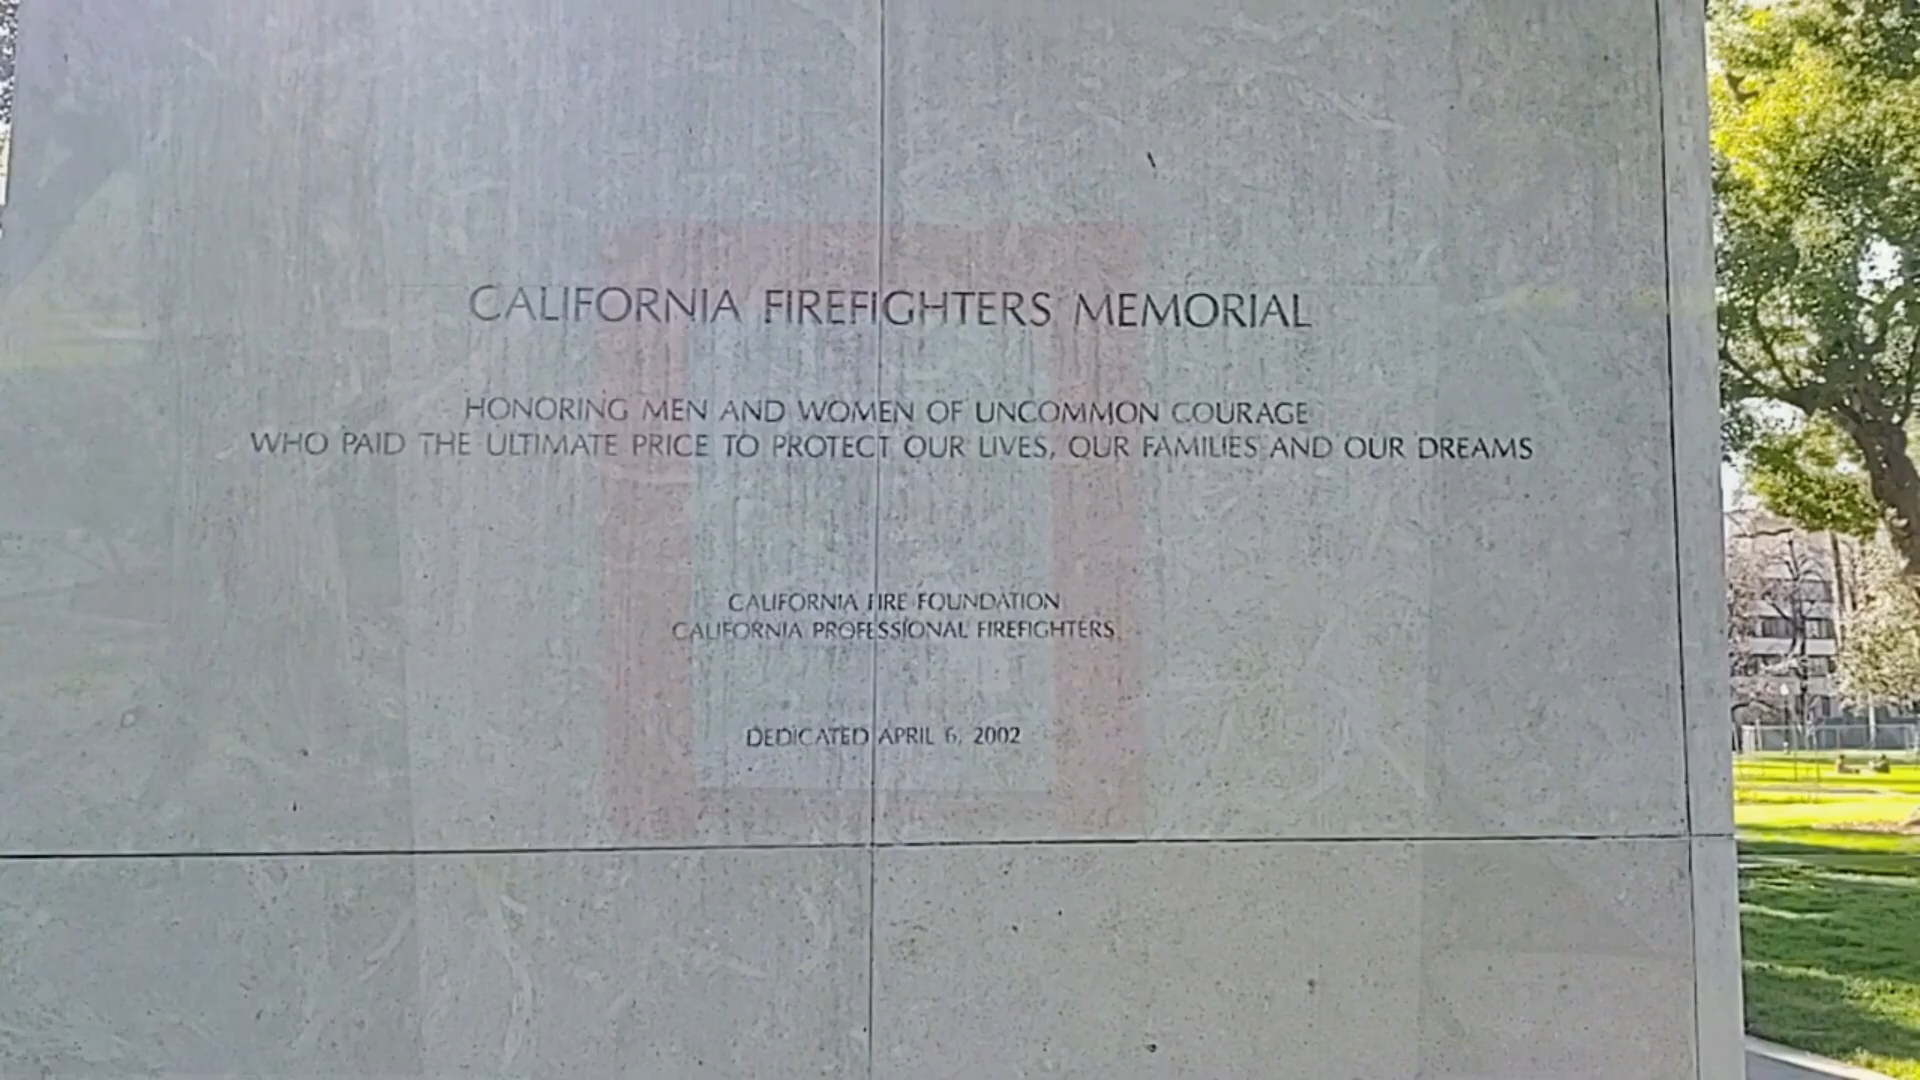 CALIFORNIA FIREFIGHTERS MEMORIAL
HONORING MEN AND WOMEN OF UNCOMMON COURAGE
WHO PAID THE ULTIMATE PRICE TO PROTECT OUR LIVES, OUR FAMILIES AND OUR DREAMS
CALIFORNIA FIRE FOUNDATION
CALIFORNIA PROFESSIONAL FIREFIGHTERS
DEDICATED APRIL 6, 2002